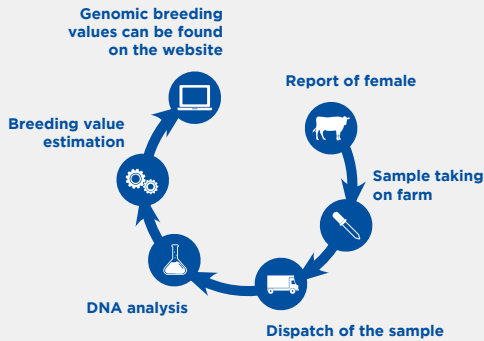 Genomic breeding
values can be found
on the website
Report of female
Breeding value
estimation
Sample taking
on farm
DNA analysis
Dispatch of the sample